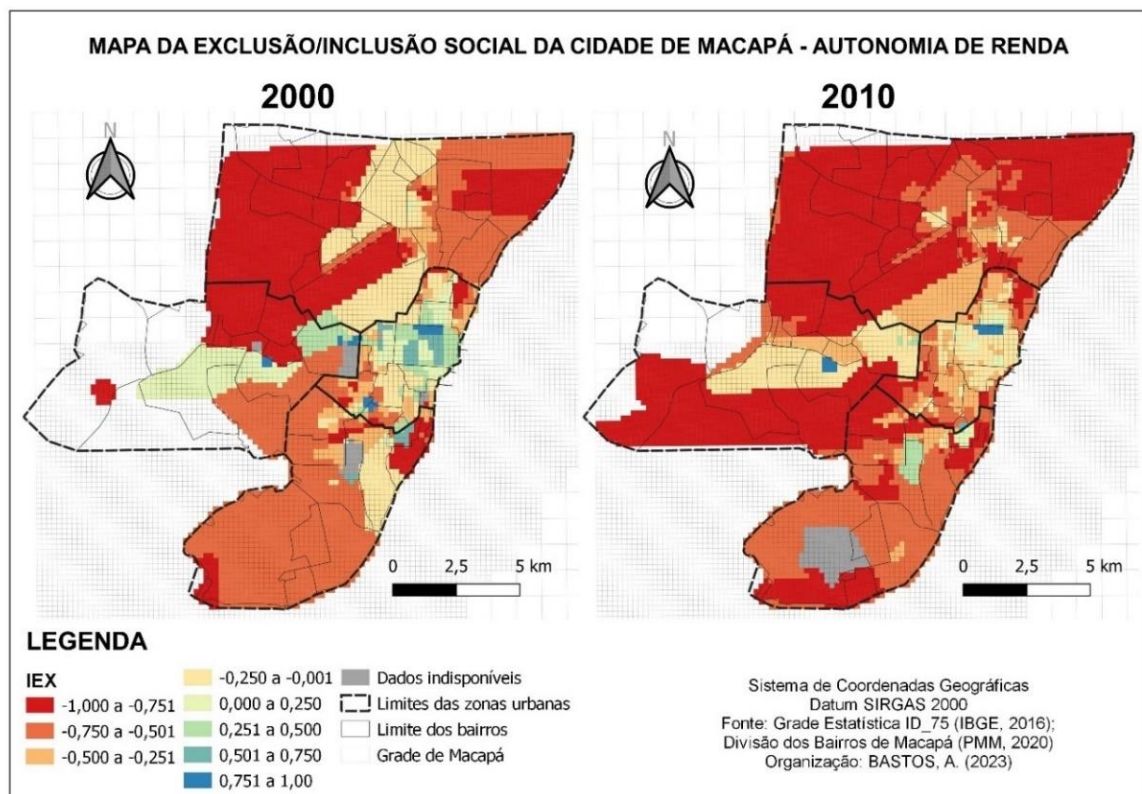 MAPA DA EXCLUSÃO/INCLUSÃO SOCIAL DA CIDADE DE MACAPÁ - AUTONOMIA DE RENDA
2000
2010
N
N
0 2,5 5 km
0 2,5 5 km
LEGENDA
IEX
-1,000 a -0,751
-0,750 a -0,501
-0,500 a -0,251
-0,250 a -0,001
0,000 a 0,250
0,251 a 0,500
0,501 a 0,750
0,751 a 1,00
Dados indisponíveis
Limites das zonas urbanas
Limite dos bairros
Grade de Macapá
Sistema de Coordenadas Geográficas
Datum SIRGAS 2000
Fonte: Grade Estatística ID_75 (IBGE, 2016);
Divisão dos Bairros de Macapá (PMM, 2020)
Organização: BASTOS, A. (2023)